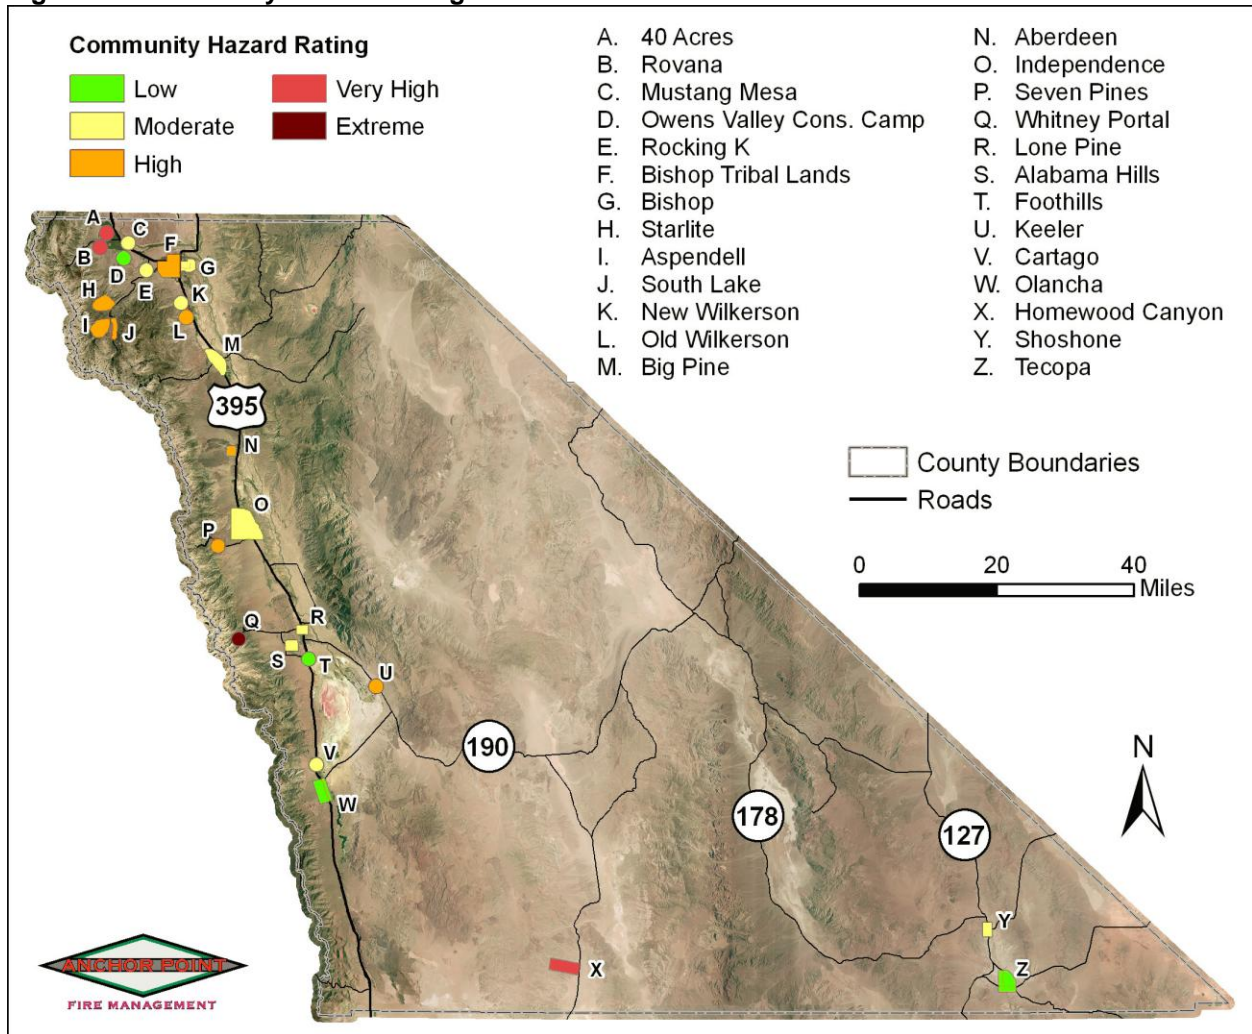 Community Hazard Rating
Low
Moderate
High
Very High
Extreme
A. 40 Acres
B. Rovana
C. Mustang Mesa
D. Owens Valley Cons. Camp
E. Rocking K
F. Bishop Tribal Lands
G. Bishop
H. Starlite
I. Aspendell
J. South Lake
K. New Wilkerson
L. Old Wilkerson
M. Big Pine
N. Aberdeen
O. Independence
P. Seven Pines
Q. Whitney Portal
R. Lone Pine
S. Alabama Hills
T. Foothills
U. Keeler
V. Cartago
W. Olancha
X. Homewood Canyon
Y. Shoshone
Z. Tecopa
County Boundaries
Roads
0 20 40
Miles
N
A
B
C
D
E
F
G
H
I
J
K
L
M
395
N
O
P
Q
R
S
T
U
190
V
W
178
127
X
Y
Z
ANCHOR POINT
FIRE MANAGEMENT